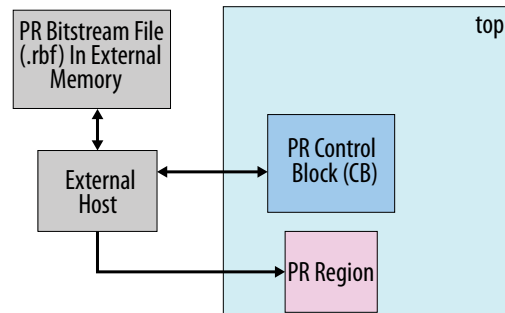 PR Bitstream File
(.rbf) In External
Memory
top
PR Control
Block (CB)
External
Host
PR Region